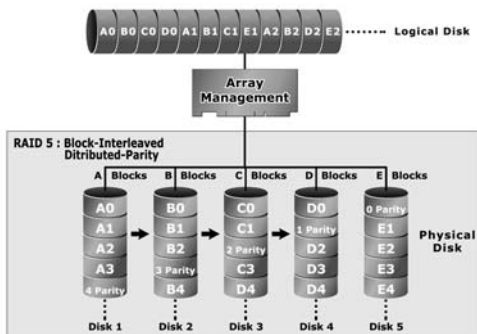 A0 B0 C0 D0 A1 B1 C1 E1 A2 B2 D2 E2
Logical Disk
Array
Management
RAID 5 : Block-Interleaved
Ditributed-Parity
A Blocks B Blocks C Blocks D Blocks E Blocks
A0 B0 C0 D0 0 Parity
A1 B1 C1 1 Parity E1
A2 B2 2 Parity D2 E2
A3 3 Parity C3 D3 E3
4 Parity B4 D4 D4 E4
Physical
Disk
Disk 1 Disk 2 Disk 3 Disk 4 Disk 5